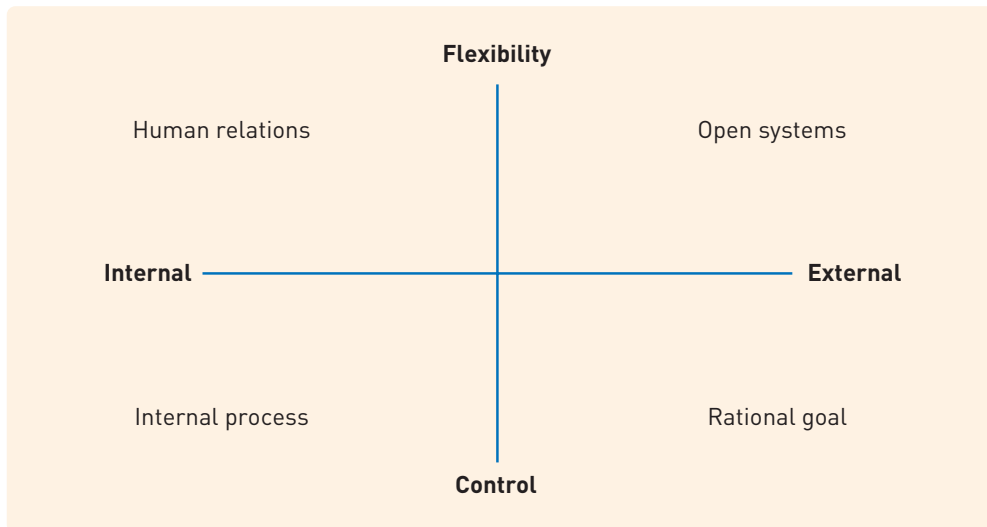 Flexibility
Human relations
Open systems
Internal
External
Internal process
Rational goal
Control